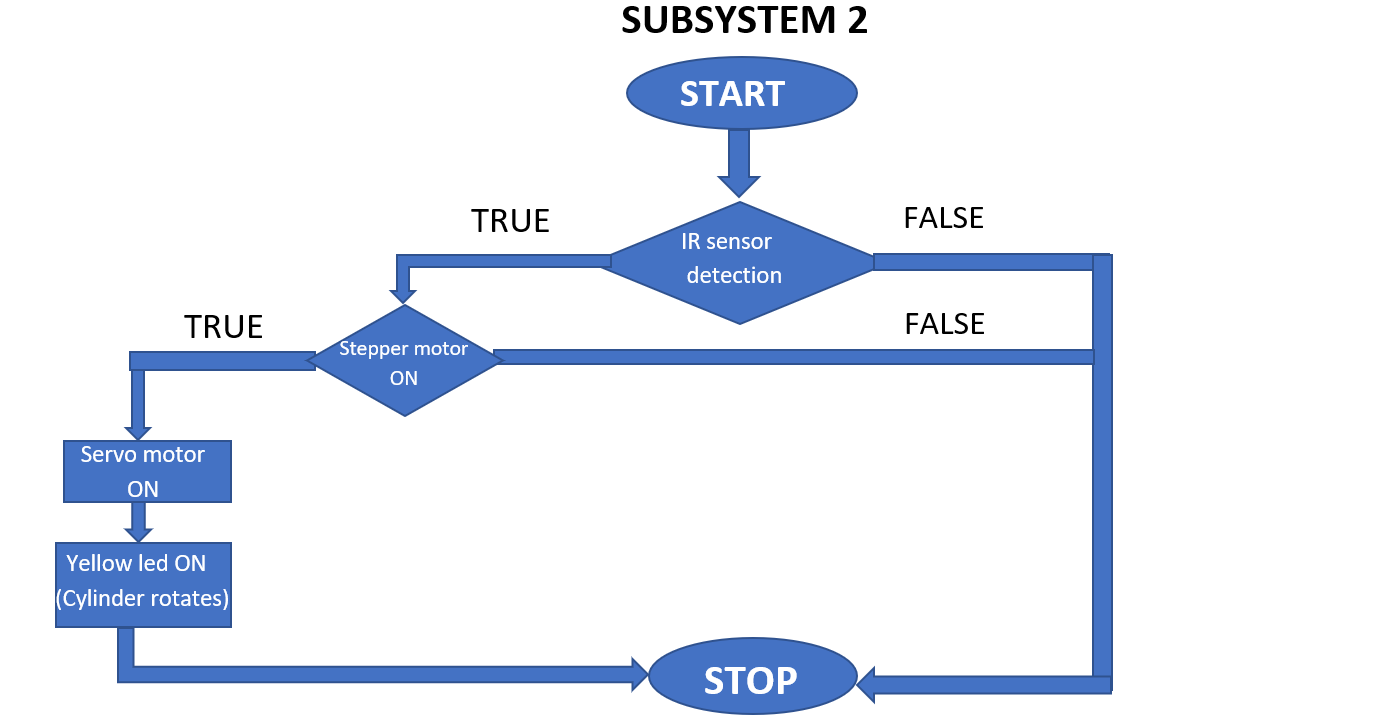 SUBSYSTEM 2
START
TRUE
FALSE
IR sensor
detection
TRUE
FALSE
Stepper motor
ON
Servo motor
ON
Yellow led ON
(Cylinder rotates)
STOP